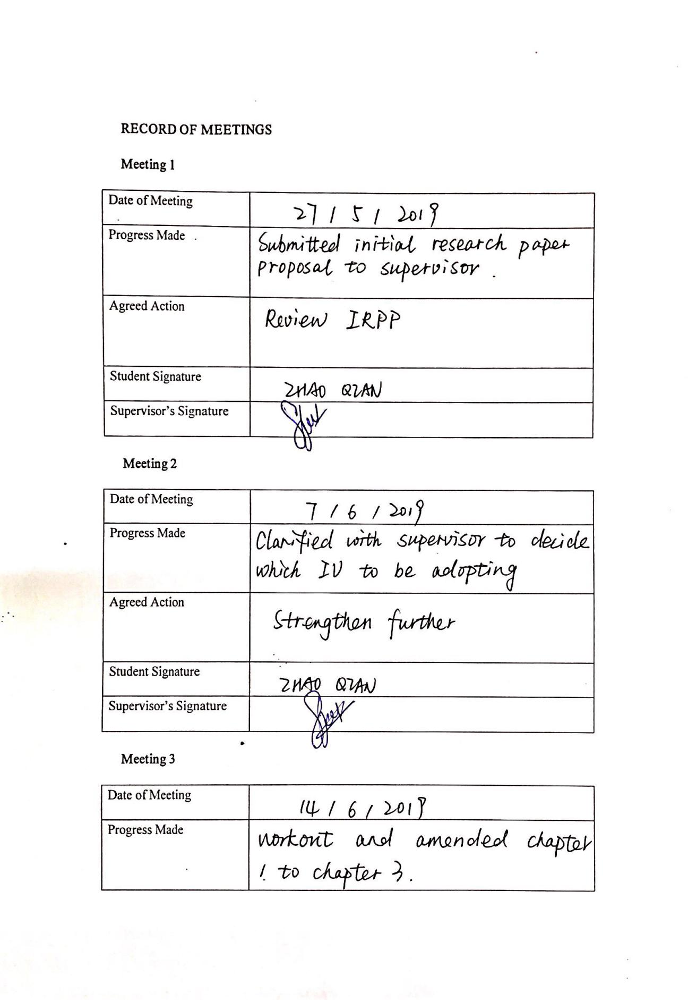 RECORD OF MEETINGS
Meeting 1
Date of Meeting
27 / 5 / 2019
Progress Made
Submitted initial research paper
proposal to supervisor.
Agreed Action
Review IRPP
Student Signature
ZHAO QIAN
Supervisor's Signature
Meeting 2
Date of Meeting
7 / 6 / 2019
Progress Made
Clarified with supervisor to decide
which IV to be adopting
Agreed Action
Strengthen further
Student Signature
ZHAO QIAN
Supervisor's Signature
Meeting 3
Date of Meeting
14 / 6 / 2019
Progress Made
workout and amended chapter
1 to chapter 3.